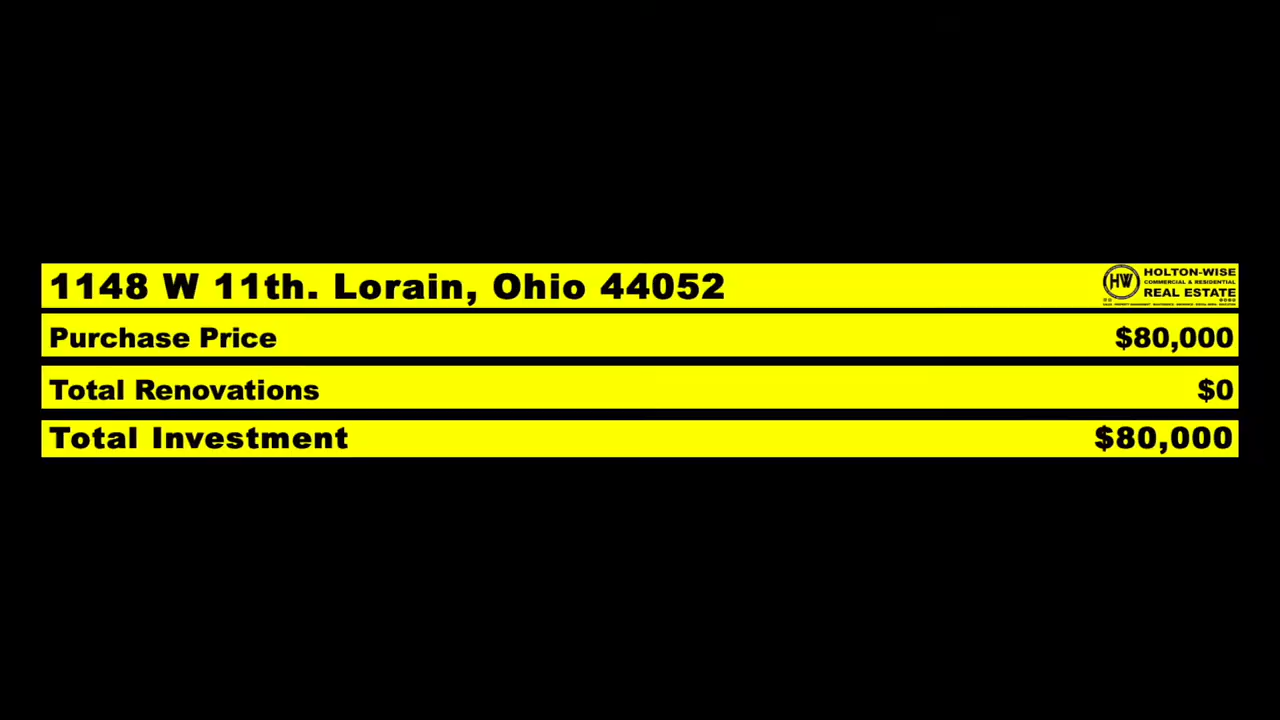 1148 W 11th. Lorain, Ohio 44052
HW
HOLTON-WISE
COMMERCIAL & RESIDENTIAL
REAL ESTATE
Purchase Price $80,000
Total Renovations $0
Total Investment $80,000